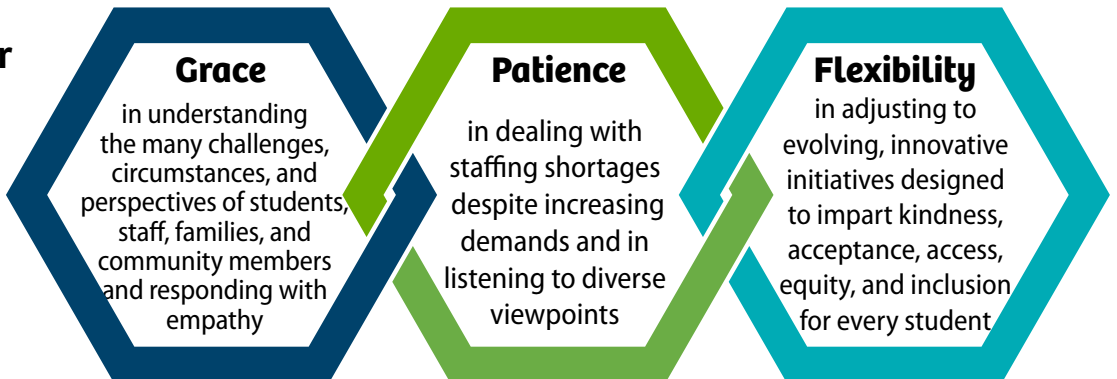 r
Grace
in understanding
the many challenges,
circumstances, and
perspectives of students,
staff, families, and
community members
and responding with
empathy
Patience
in dealing with
staffing shortages
despite increasing
demands and in
listening to diverse
viewpoints
Flexibility
in adjusting to
evolving, innovative
initiatives designed
to impart kindness,
acceptance, access,
equity, and inclusion
for every student